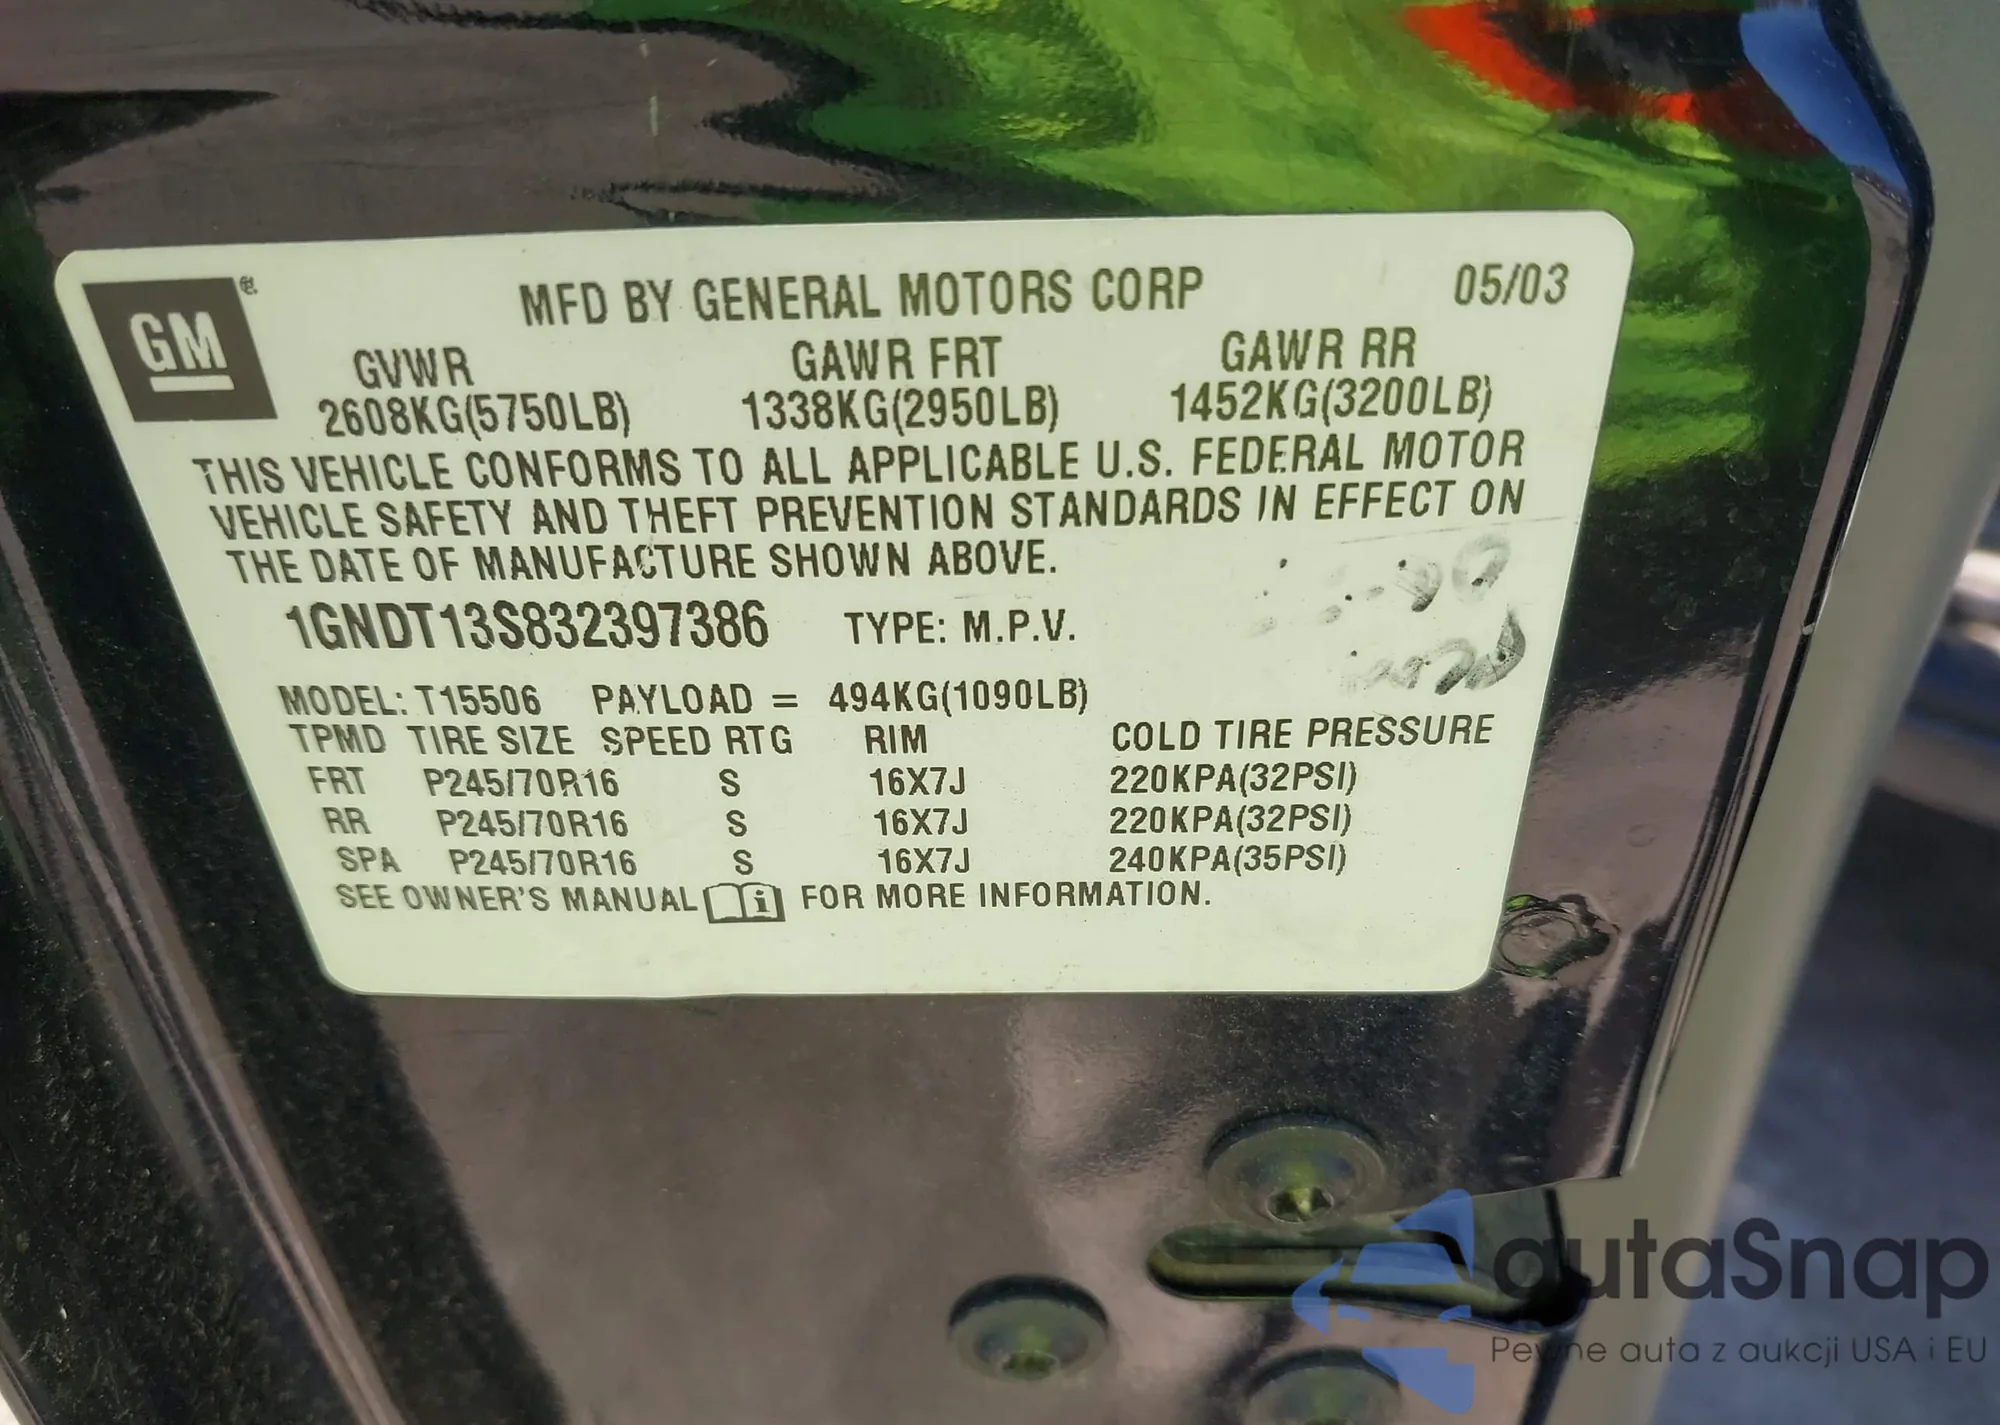 GM
MFD BY GENERAL MOTORS CORP 05/03
GVWR GAWR FRT GAWR RR
2608KG(5750LB) 1338KG(2950LB) 1452KG(3200LB)
THIS VEHICLE CONFORMS TO ALL APPLICABLE U.S. FEDERAL MOTOR
VEHICLE SAFETY AND THEFT PREVENTION STANDARDS IN EFFECT ON
THE DATE OF MANUFACTURE SHOWN ABOVE.
1GNDT13S832397386 TYPE: M.P.V.
MODEL: T15506 PAYLOAD = 494KG(1090LB)
TPMD TIRE SIZE SPEED RTG RIM COLD TIRE PRESSURE
FRT P245/70R16 S 16X7J 220KPA(32PSI)
RR P245/70R16 S 16X7J 220KPA(32PSI)
SPA P245/70R16 S 16X7J 240KPA(35PSI)
SEE OWNER'S MANUAL i FOR MORE INFORMATION.
autaSnap
Pewne auta z aukcji USA i EU